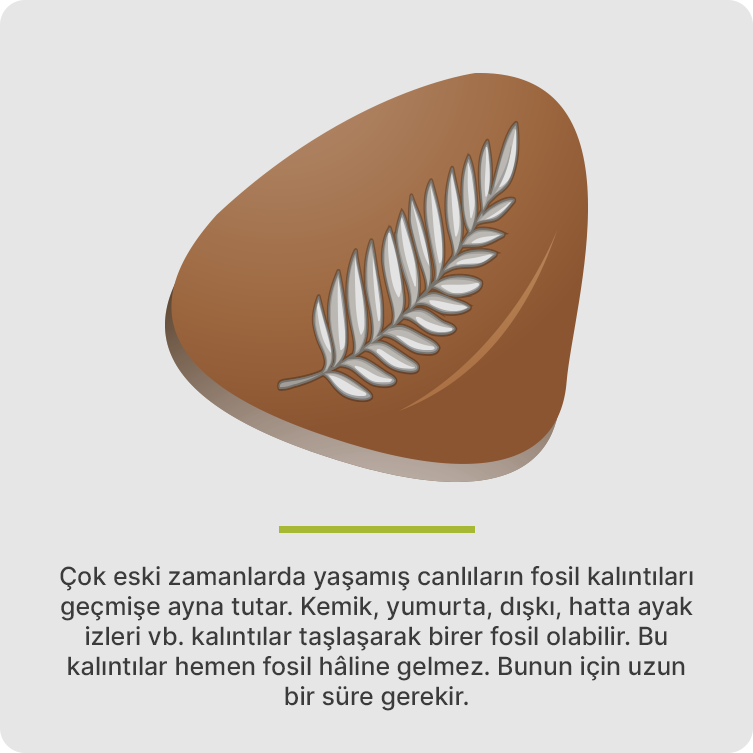 Çok eski zamanlarda yaşamış canlıların fosil kalıntıları
geçmişe ayna tutar. Kemik, yumurta, dışkı, hatta ayak
izleri vb. kalıntılar taşlaşarak birer fosil olabilir. Bu
kalıntılar hemen fosil hâline gelmez. Bunun için uzun
bir süre gerekir.